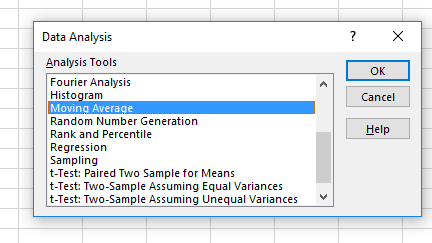 Data Analysis
?
Analysis Tools
Fourier Analysis
Histogram
Moving Average
Random Number Generation
Rank and Percentile
Regression
Sampling
t-Test: Paired Two Sample for Means
t-Test: Two-Sample Assuming Equal Variances
t-Test: Two-Sample Assuming Unequal Variances
OK
Cancel
Help